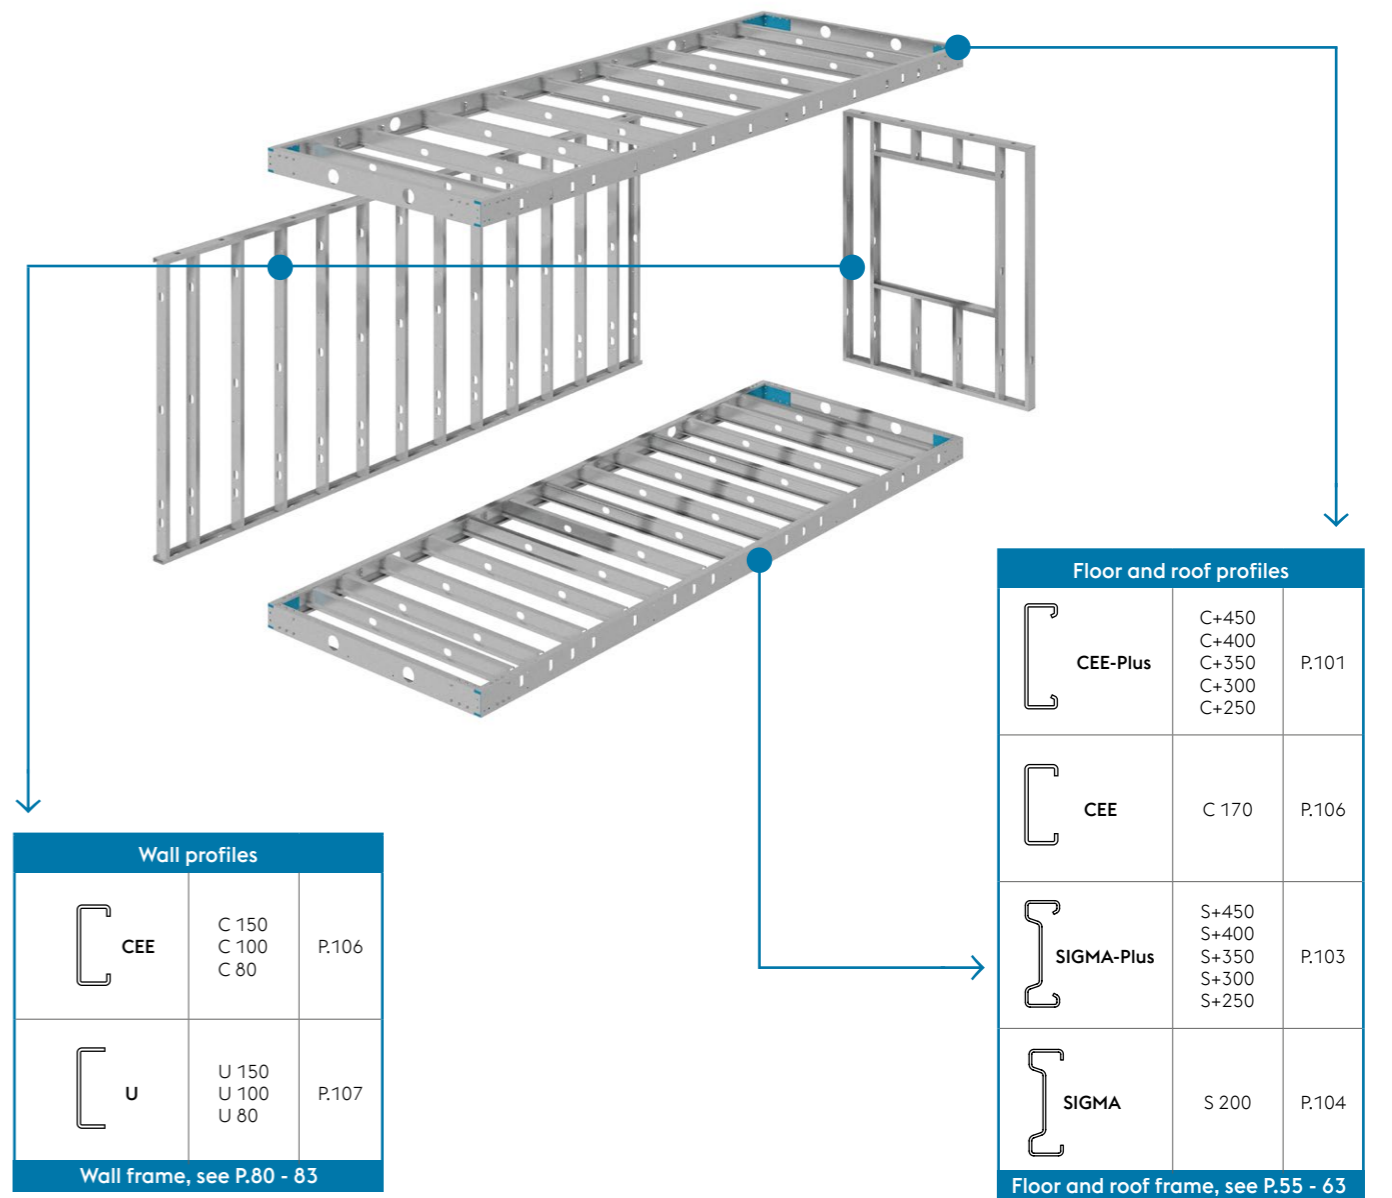 Floor and roof profiles
CEE-Plus
C+450
C+400
C+350
C+300
C+250
P.101
CEE
C 170
P.106
SIGMA-Plus
S+450
S+400
S+350
S+300
S+250
P.103
SIGMA
S 200
P.104
Floor and roof frame, see P.55 - 63
Wall profiles
CEE
C 150
C 100
C 80
P.106
U
U 150
U 100
U 80
P.107
Wall frame, see P.80 - 83